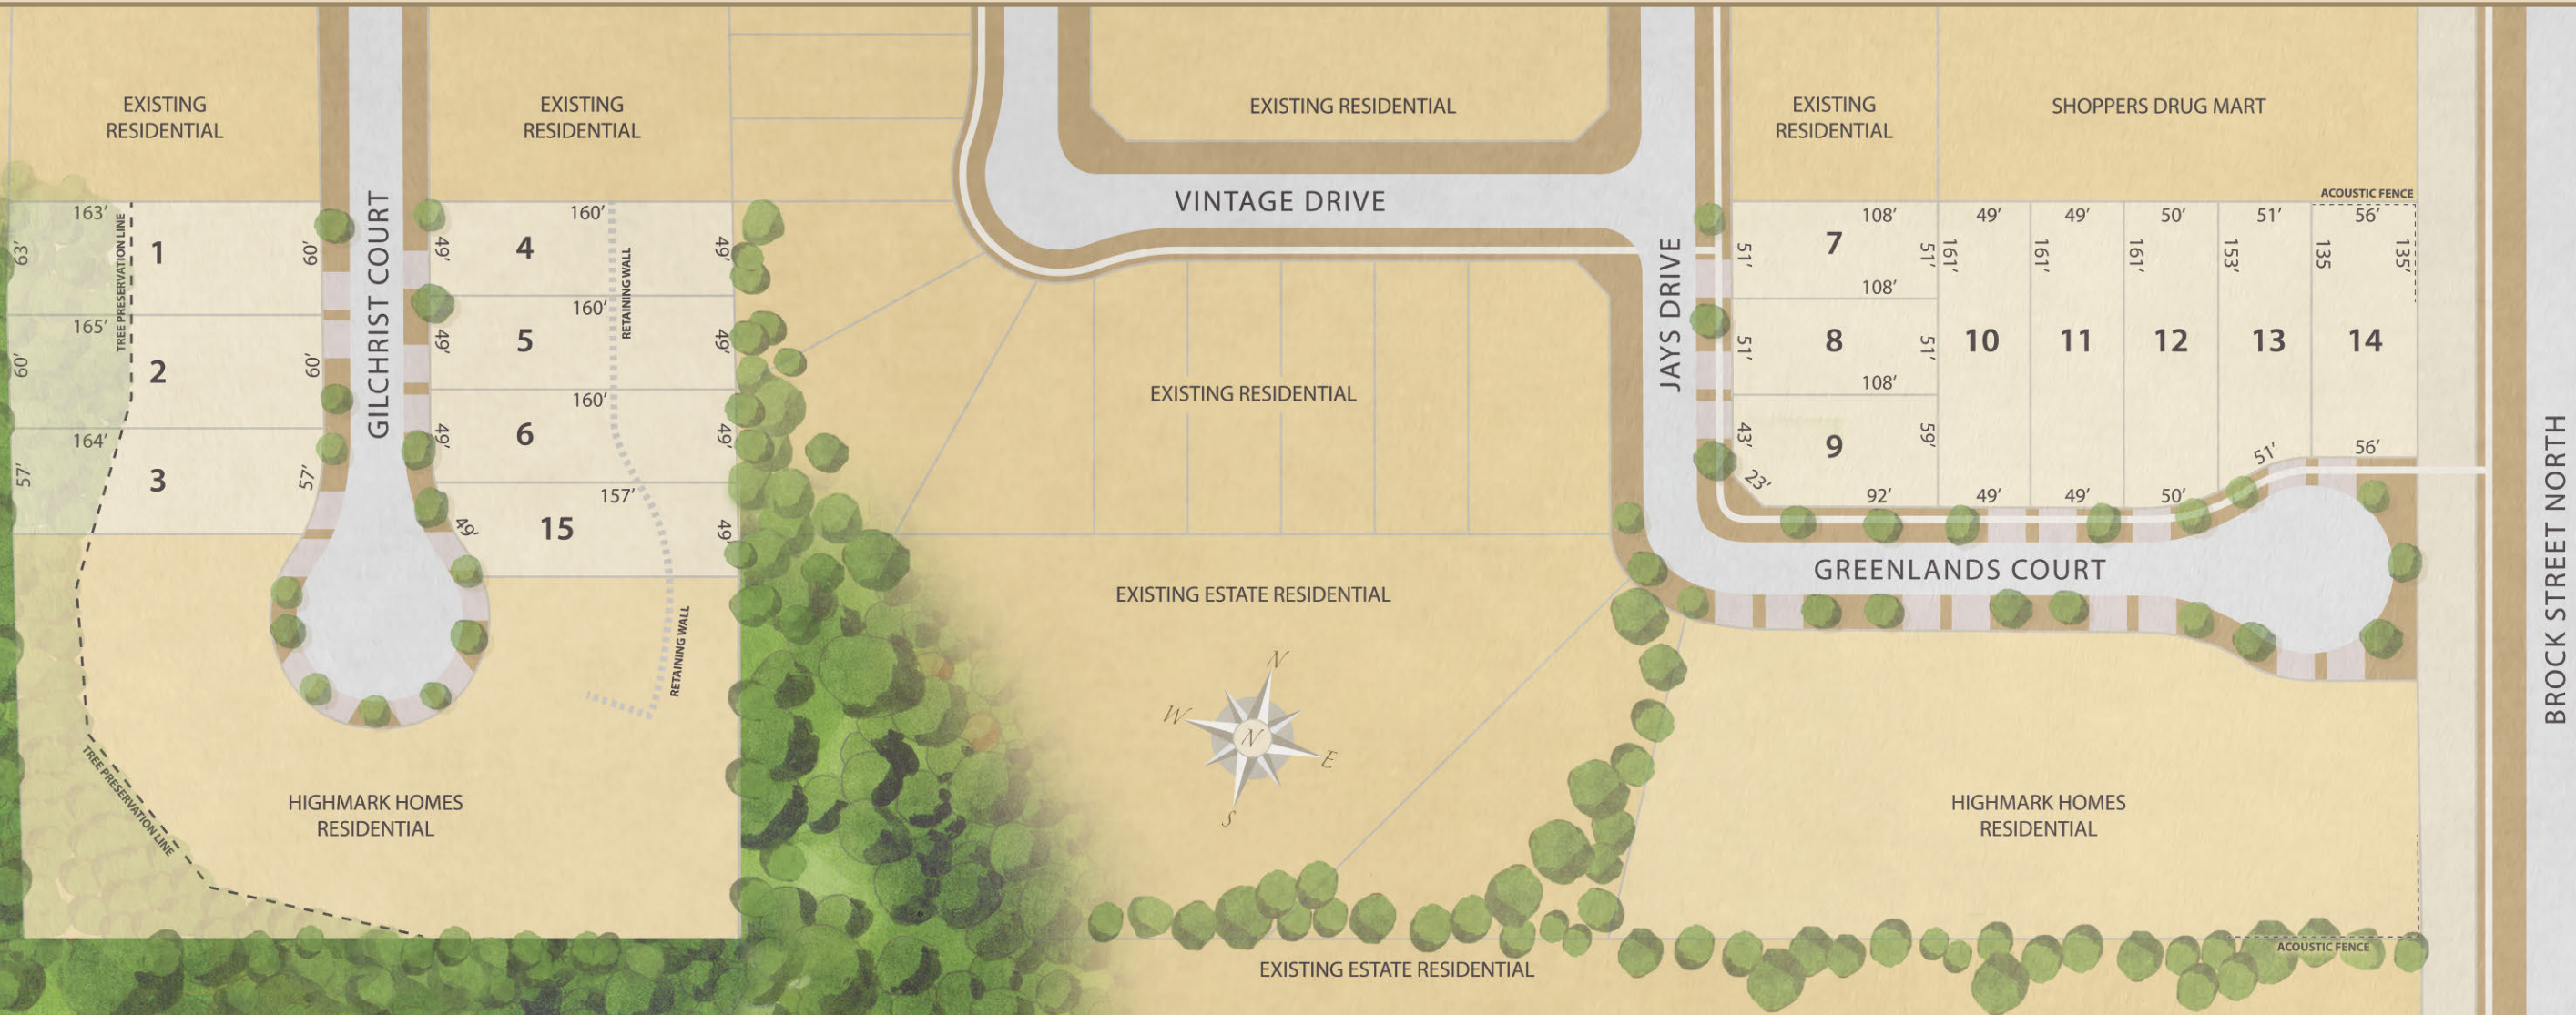 EXISTING
RESIDENTIAL
EXISTING
RESIDENTIAL
EXISTING RESIDENTIAL
EXISTING
RESIDENTIAL
SHOPPERS DRUG MART
VINTAGE DRIVE
GILCHRIST COURT
JAYS DRIVE
BROCK STREET NORTH
ACOUSTIC FENCE
163’
TREE PRESERVATION LINE
63’
1
60’
165’
60’
2
60’
164’
57’
3
57’
160’
49’
4
49’
RETAINING WALL
160’
49’
5
49’
160’
49’
6
49’
157’
49’
15
49’
RETAINING WALL
108’
51’
7
51’
108’
51’
8
51’
108’
43’
9
59’
23’
92’
49’
161’
10
49’
49’
161’
11
49’
50’
161’
12
50’
51’
153’
13
51’
56’
135
135’
14
56’
EXISTING RESIDENTIAL
GREENLANDS COURT
EXISTING ESTATE RESIDENTIAL
N
W
N
E
S
TREE PRESERVATION LINE
HIGHMARK HOMES
RESIDENTIAL
HIGHMARK HOMES
RESIDENTIAL
ACOUSTIC FENCE
EXISTING ESTATE RESIDENTIAL